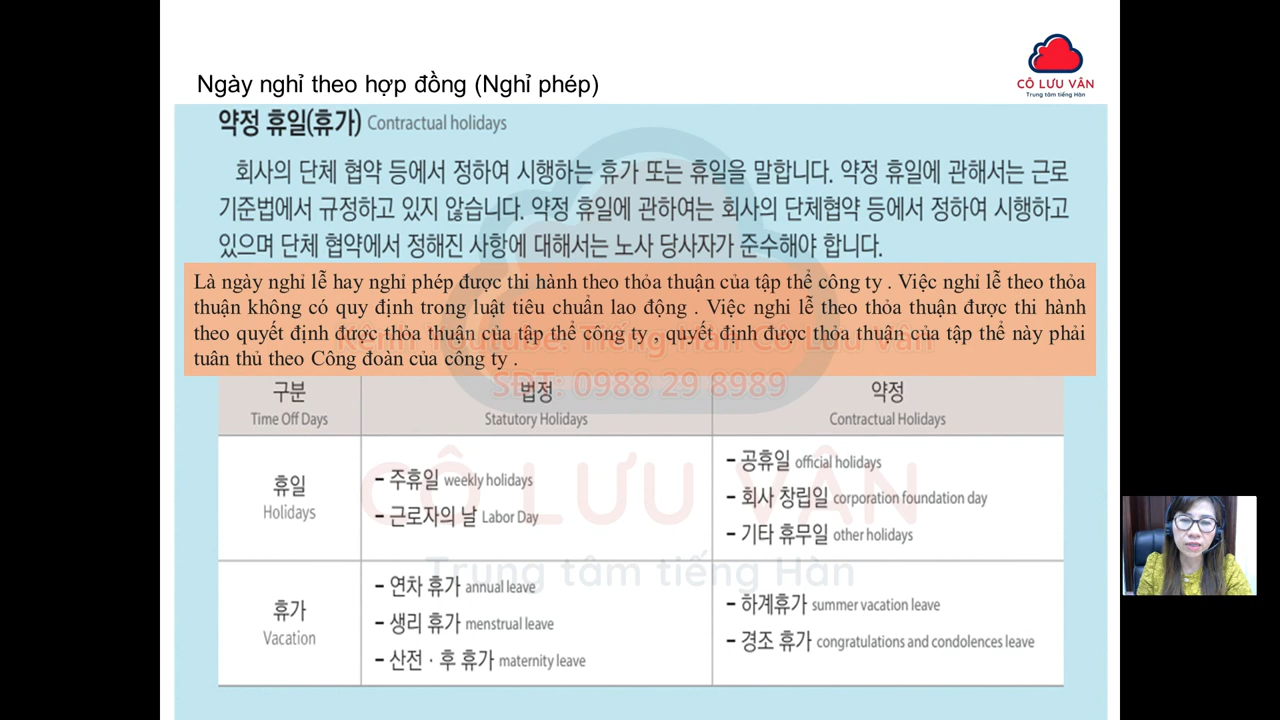 CÔ LƯU VÂN
Trung tâm tiếng Hàn
Ngày nghỉ theo hợp đồng (Nghỉ phép)
약정 휴일(휴가) Contractual holidays
회사의 단체 협약 등에서 정하여 시행하는 휴가 또는 휴일을 말합니다. 약정 휴일에 관해서는 근로
기준법에서 규정하고 있지 않습니다. 약정 휴일에 관하여는 회사의 단체협약 등에서 정하여 시행하고
있으며 단체 협약에서 정해진 사항에 대해서는 노사 당사자가 준수해야 합니다.
Là ngày nghỉ lễ hay nghỉ phép được thi hành theo thỏa thuận của tập thể công ty . Việc nghỉ lễ theo thỏa
thuận không có quy định trong luật tiêu chuẩn lao động . Việc nghỉ lễ theo thỏa thuận được thi hành
theo quyết định được thỏa thuận của tập thể công ty , quyết định được thỏa thuận của tập thể này phải
tuân thủ theo Công đoàn của công ty .
Kênh Youtube: Tiếng Hàn Cô Lưu Vân
SĐT: 0988 29 8989
구분 법정 약정
Time Off Days Statutory Holidays Contractual Holidays
휴일
Holidays
- 주휴일 weekly holidays
- 근로자의 날 Labor Day
- 공휴일 official holidays
- 회사 창립일 corporation foundation day
- 기타 휴무일 other holidays
CÔ LƯU VÂN
Trung tâm tiếng Hàn
휴가
Vacation
- 연차 휴가 annual leave
- 생리 휴가 menstrual leave
- 산전 · 후 휴가 maternity leave
- 하계휴가 summer vacation leave
- 경조 휴가 congratulations and condolences leave